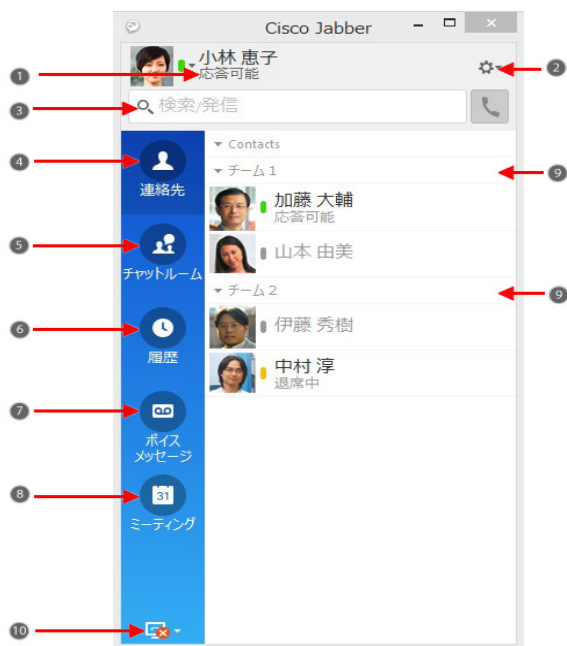 Cisco Jabber
小林 恵子
① 応答可能
②
③ 検索/発信
Contacts
④ 連絡先
チーム 1 ⑨
加藤 大輔
応答可能
⑤ チャットルーム
山本 由美
チーム 2 ⑨
⑥ 履歴
伊藤 秀樹
中村 淳
退席中
⑦ ボイス
メッセージ
⑧ 31
ミーティング
⑩